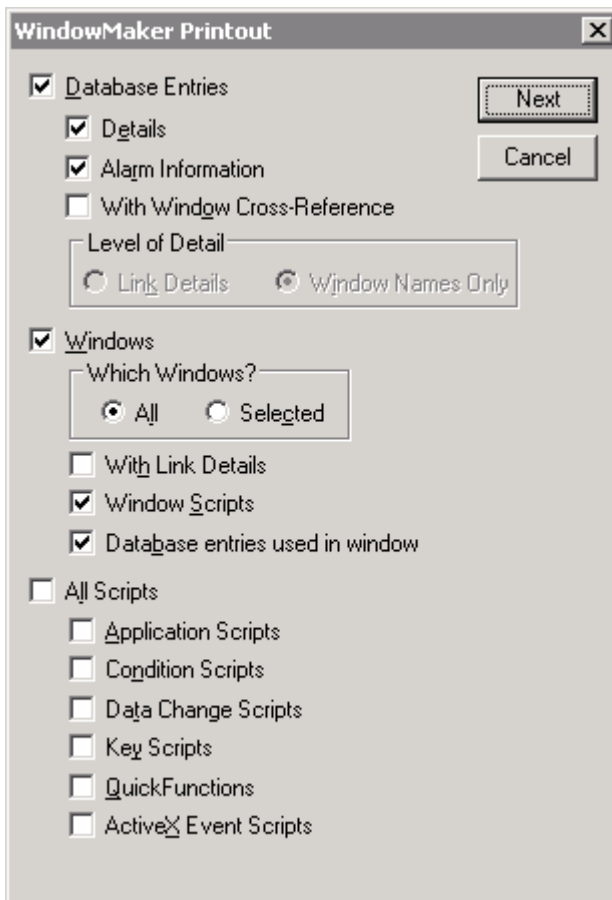 WindowMaker Printout
Database Entries
Next
Details
Cancel
Alarm Information
With Window Cross-Reference
Level of Detail
Link Details
Window Names Only
Windows
Which Windows?
All
Selected
With Link Details
Window Scripts
Database entries used in window
All Scripts
Application Scripts
Condition Scripts
Data Change Scripts
Key Scripts
QuickFunctions
ActiveX Event Scripts